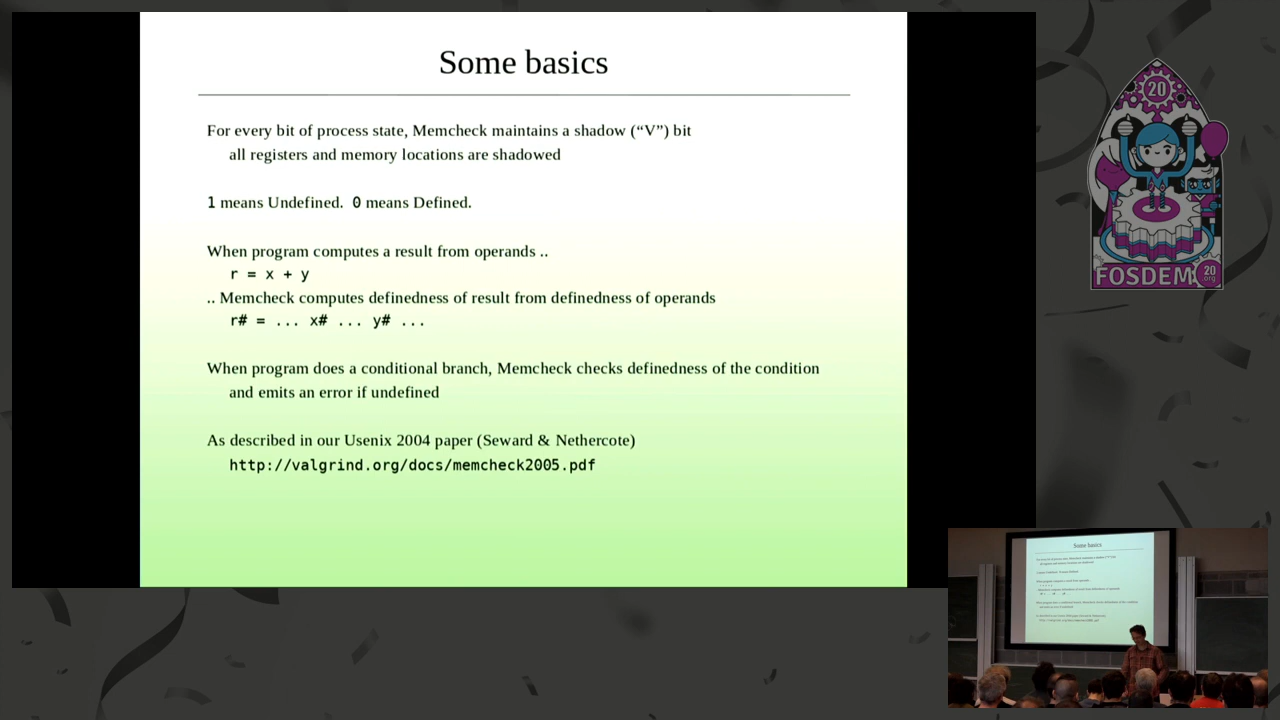 Some basics
For every bit of process state, Memcheck maintains a shadow (“V”) bit
all registers and memory locations are shadowed
1 means Undefined. 0 means Defined.
When program computes a result from operands ..
r = x + y
.. Memcheck computes definedness of result from definedness of operands
r# = ... x# ... y# ...
When program does a conditional branch, Memcheck checks definedness of the condition
and emits an error if undefined
As described in our Usenix 2004 paper (Seward & Nethercote)
http://valgrind.org/docs/memcheck2005.pdf
20
FOSDEM
20
.org
Some basics